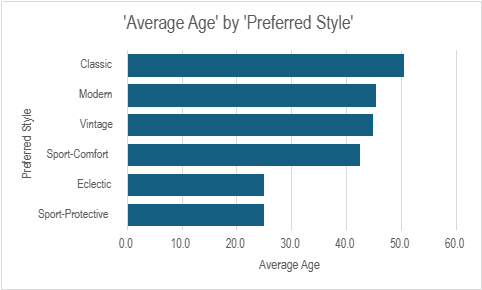 'Average Age' by 'Preferred Style'
Preferred Style
Classic
Modern
Vintage
Sport-Comfort
Eclectic
Sport-Protective
0.0 10.0 20.0 30.0 40.0 50.0 60.0
Average Age